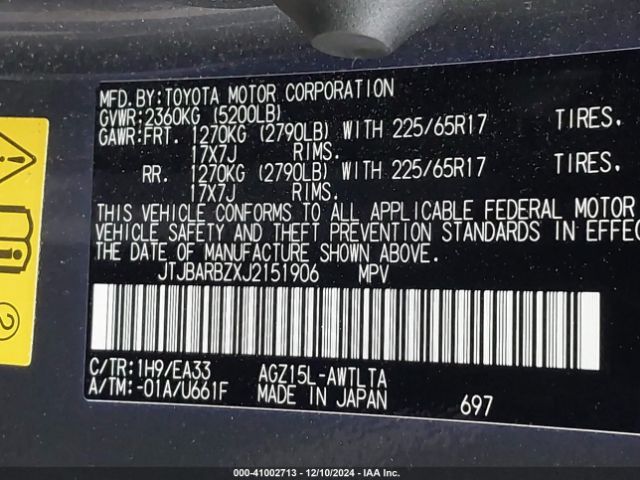 MFD. BY: TOYOTA MOTOR CORPORATION
GVWR: 2360KG (5200LB)
GAWR: FRT. 1270KG (2790LB) WITH 225/65R17 TIRES.
17X7J RIMS.
RR. 1270KG (2790LB) WITH 225/65R17 TIRES.
17X7J RIMS.
THIS VEHICLE CONFORMS TO ALL APPLICABLE FEDERAL MOTOR
VEHICLE SAFETY AND THEFT PREVENTION STANDARDS IN EFFEC
THE DATE OF MANUFACTURE SHOWN ABOVE.
JTJBARBZXJ2151906 MPV
C/TR: 1H9/EA33 AGZ15L-AWTLTA
A/TM: -01A/U661F MADE IN JAPAN 697
2
000-41002713 - 12/10/2024 - IAA Inc.